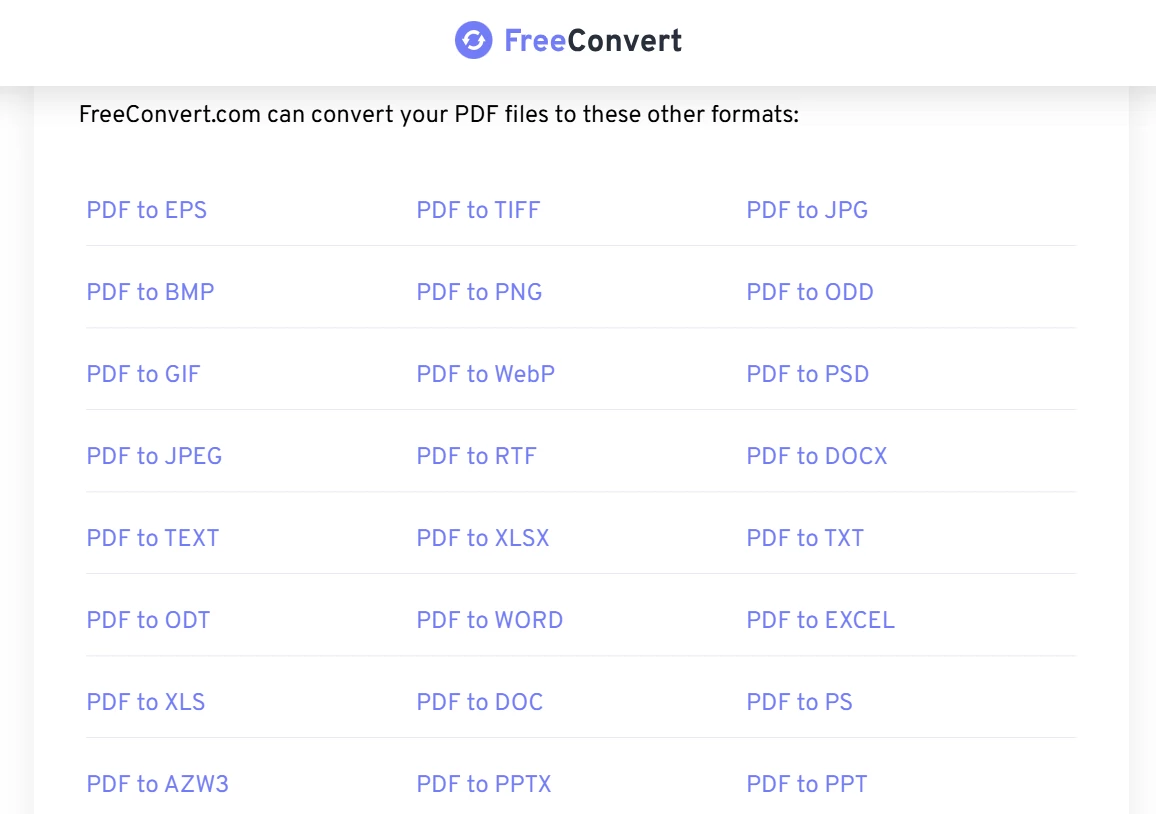 FreeConvert
FreeConvert.com can convert your PDF files to these other formats:
PDF to EPS PDF to TIFF PDF to JPG
PDF to BMP PDF to PNG PDF to ODD
PDF to GIF PDF to WebP PDF to PSD
PDF to JPEG PDF to RTF PDF to DOCX
PDF to TEXT PDF to XLSX PDF to TXT
PDF to ODT PDF to WORD PDF to EXCEL
PDF to XLS PDF to DOC PDF to PS
PDF to AZW3 PDF to PPTX PDF to PPT